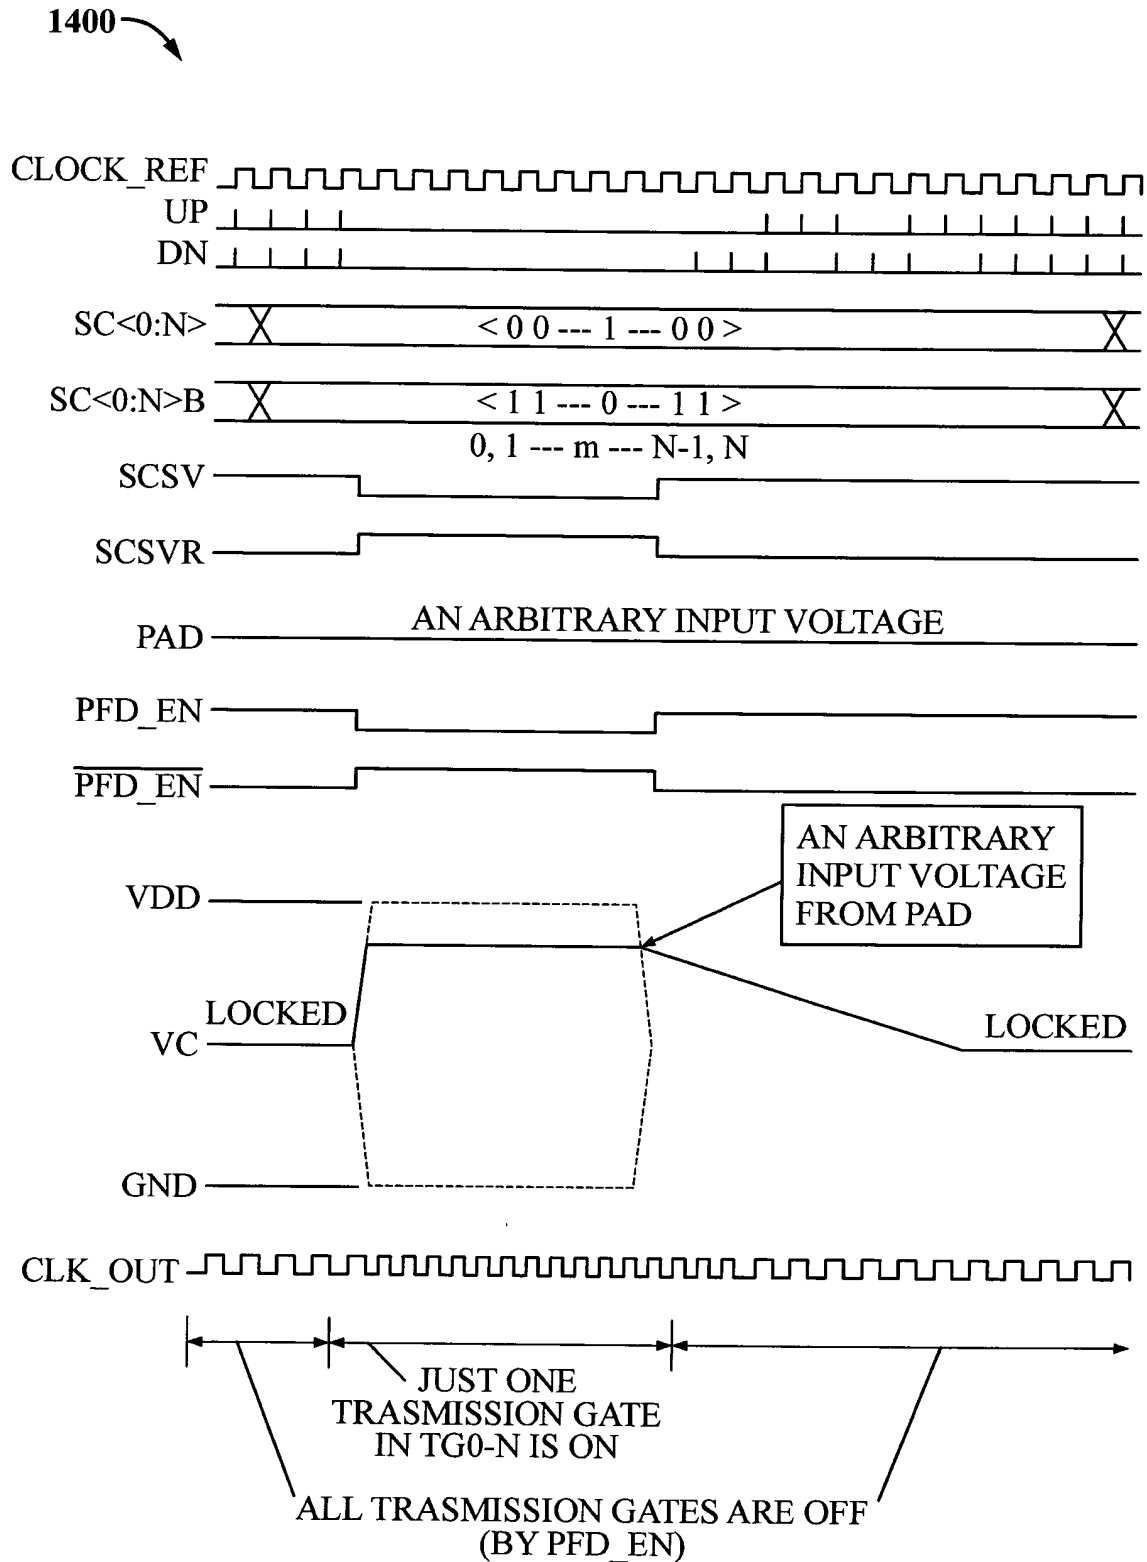 1400
CLOCK_REF
UP
DN
SC<0:N>
< 0 0 --- 1 --- 0 0 >
SC<0:N>B
< 1 1 --- 0 --- 1 1 >
0, 1 --- m --- N-1, N
SCSV
SCSVR
PAD
AN ARBITRARY INPUT VOLTAGE
PFD_EN
P̅F̅D̅_̅E̅N̅
AN ARBITRARY
INPUT VOLTAGE
FROM PAD
VDD
LOCKED
VC
LOCKED
GND
CLK_OUT
JUST ONE
TRASMISSION GATE
IN TG0-N IS ON
ALL TRASMISSION GATES ARE OFF
(BY PFD_EN)